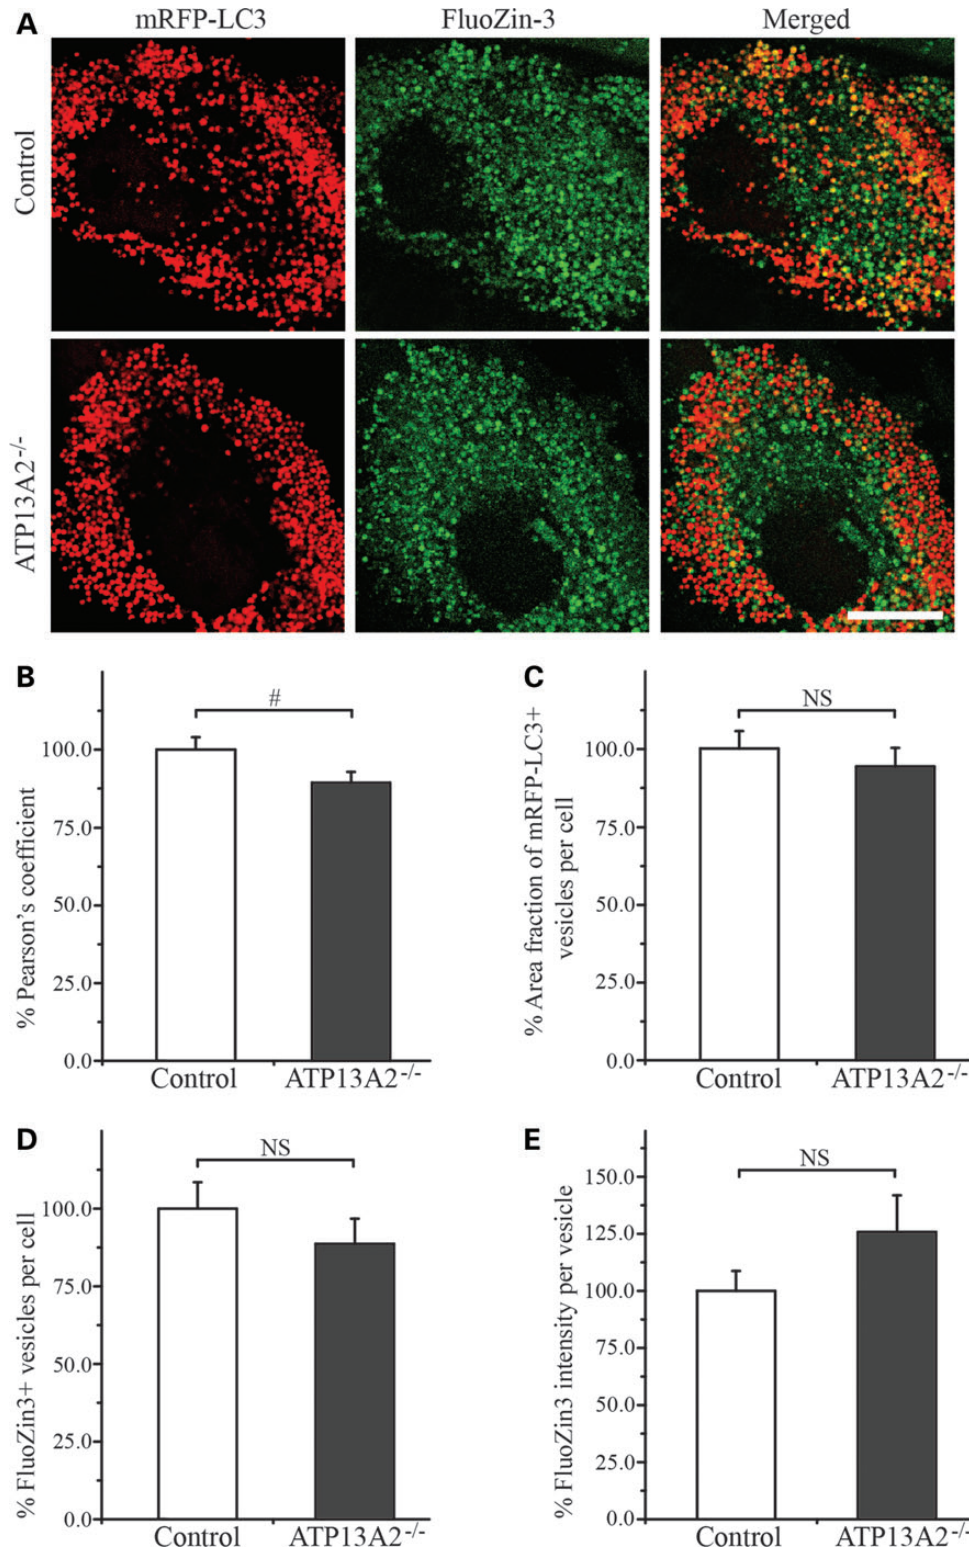 A
mRFP-LC3 FluoZin-3 Merged
Control
ATP13A2-/-
B
#
% Pearson's coefficient
100.0
75.0
50.0
25.0
0.0
Control ATP13A2-/-
C
NS
% Area fraction of mRFP-LC3+
vesicles per cell
100.0
75.0
50.0
25.0
0.0
Control ATP13A2-/-
D
NS
% FluoZin3+ vesicles per cell
100.0
75.0
50.0
25.0
0.0
Control ATP13A2-/-
E
NS
% FluoZin3 intensity per vesicle
150.0
125.0
100.0
75.0
50.0
25.0
0.0
Control ATP13A2-/-